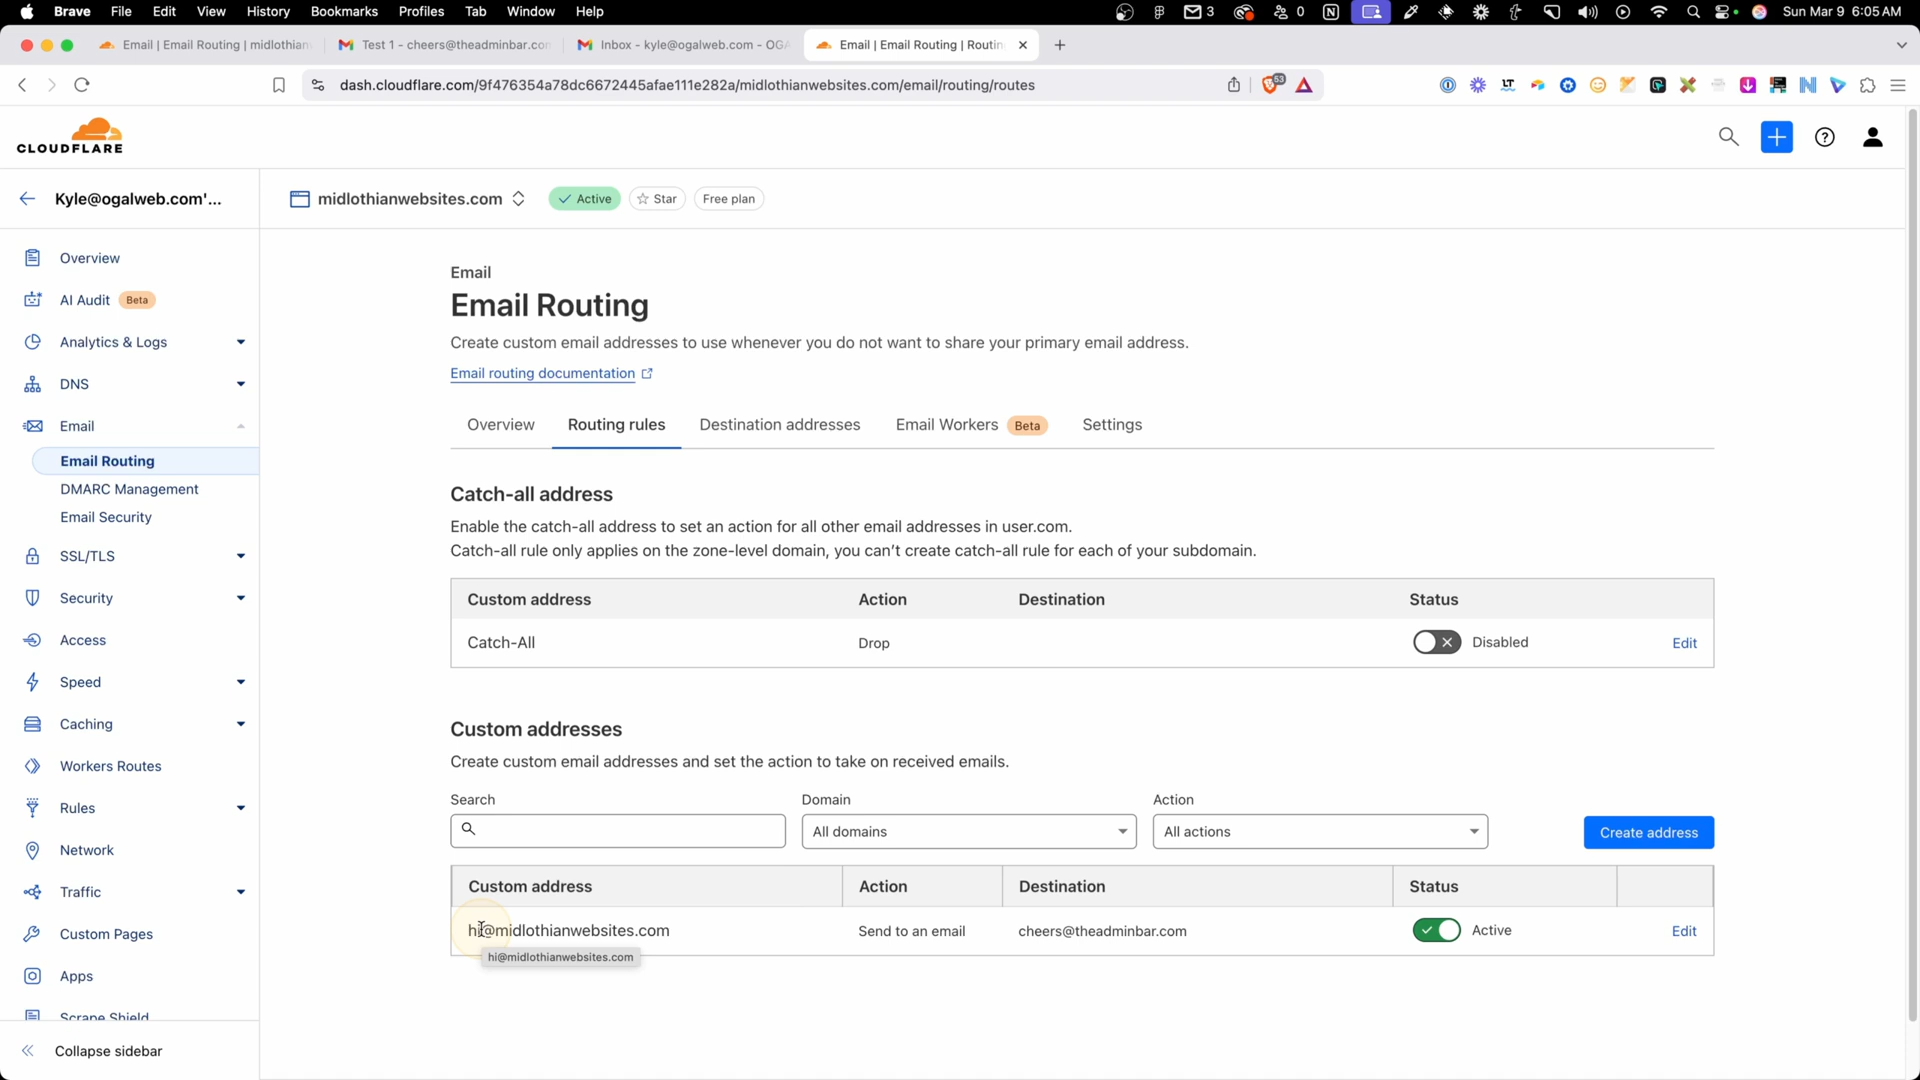 Brave File Edit View History Bookmarks Profiles Tab Window Help 3 0 Sun Mar 9 6:05 AM
Email | Email Routing | midlothian
Test 1 - cheers@theadminbar.con
Inbox - kyle@ogalweb.com - OGA
Email | Email Routing | Routin
dash.cloudflare.com/9f476354a78dc6672445afae111e282a/midlothianwebsites.com/email/routing/routes
53
LT
CLOUDFLARE
Kyle@ogalweb.com'...
midlothianwebsites.com
Active
Star
Free plan
Overview
AI Audit Beta
Analytics & Logs
DNS
Email
Email Routing
DMARC Management
Email Security
SSL/TLS
Security
Access
Speed
Caching
Workers Routes
Rules
Network
Traffic
Custom Pages
Apps
Scrape Shield
Collapse sidebar
Email
Email Routing
Create custom email addresses to use whenever you do not want to share your primary email address.
Email routing documentation
Overview Routing rules Destination addresses Email Workers Beta Settings
Catch-all address
Enable the catch-all address to set an action for all other email addresses in user.com.
Catch-all rule only applies on the zone-level domain, you can't create catch-all rule for each of your subdomain.
Custom address Action Destination Status
Catch-All Drop Disabled Edit
Custom addresses
Create custom email addresses and set the action to take on received emails.
Search Domain Action
All domains All actions Create address
Custom address Action Destination Status
hi@midlothianwebsites.com Send to an email cheers@theadminbar.com Active Edit
hi@midlothianwebsites.com